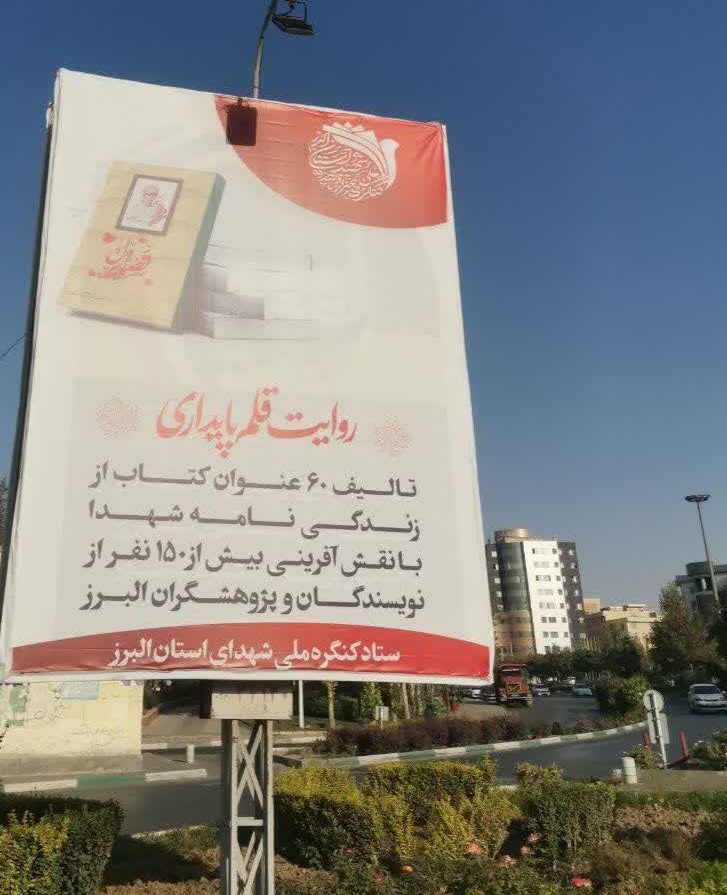 روایت قلم پایداری
تالیف ۶۰ عنوان کتاب از
زندگی نامه شهدا
با نقش آفرینی بیش از ۱۵۰ نفر از
نویسندگان و پژوهشگران البرز
ستاد کنگره ملی شهدای استان البرز